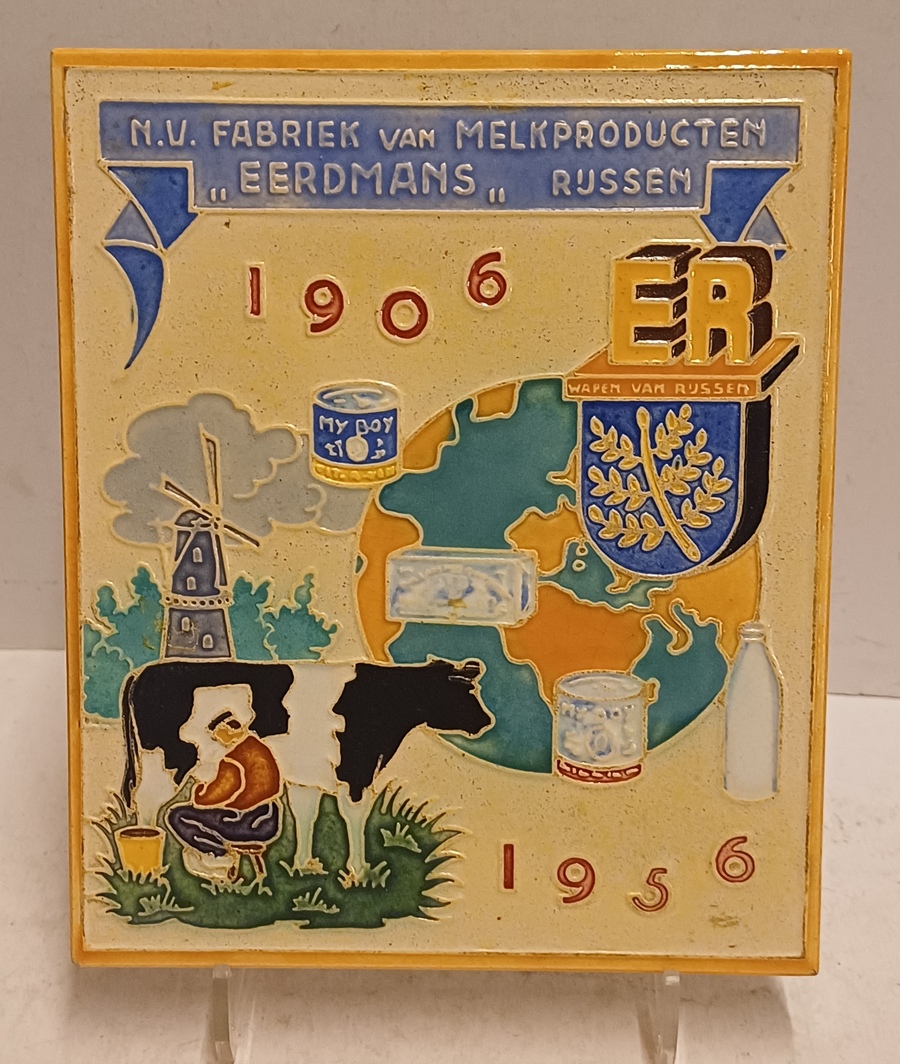 N.V. FABRIEK VAN MELKPRODUCTEN
„EERDMANS„ RIJSSEN
1906
ER
WAPEN VAN RIJSSEN
MY BOY
1956